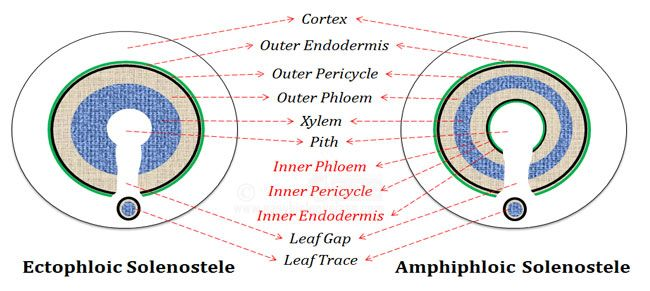 Cortex
Outer Endodermis
Outer Pericycle
Outer Phloem
Xylem
Pith
Inner Phloem
Inner Pericycle
Inner Endodermis
Leaf Gap
Leaf Trace
Ectophloic Solenostele
Amphiphloic Solenostele